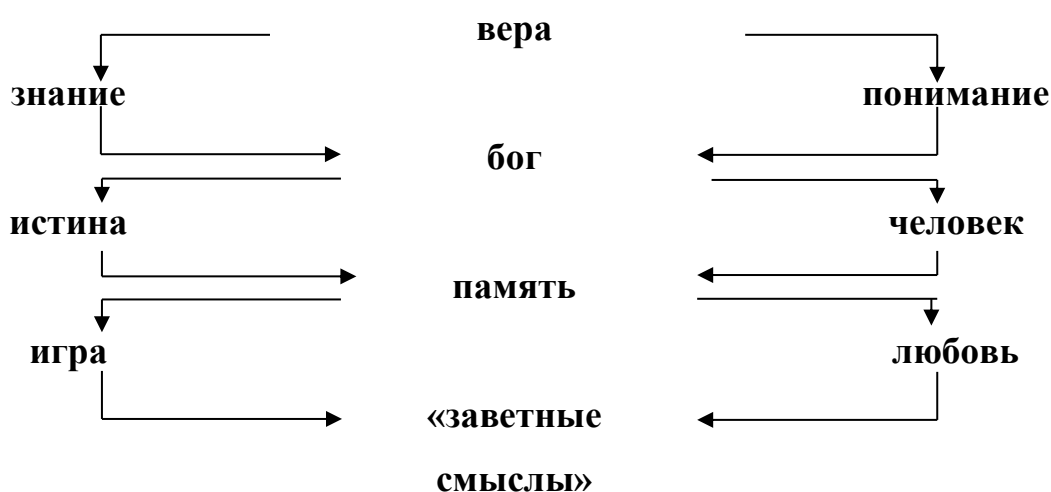 вера
знание
понимание
бог
истина
человек
память
игра
любовь
«заветные
смыслы»